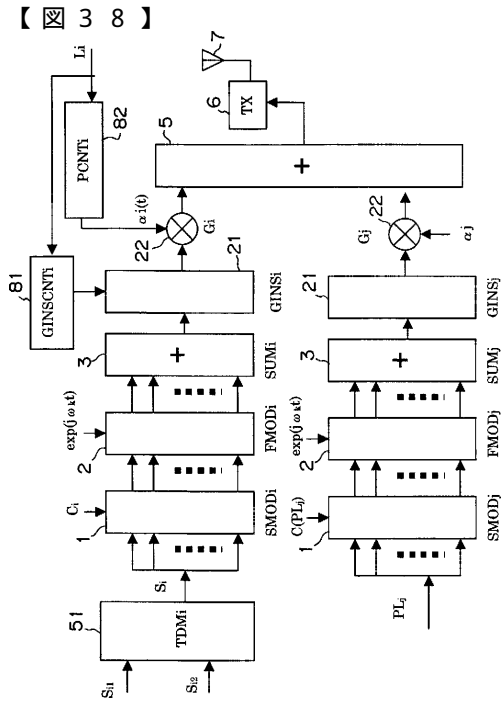 【図38】
Li
82
PCNTi
αi(t)
81
GINSCNTi
7
6
TX
5
+
22
Gi
21
GINSi
3
+
SUMi
exp(jωkt)
2
FMODi
Ci
1
SMODi
Si
51
TDMi
Si1
Si2
22
Gj
αj
21
GINSj
3
+
SUMj
exp(jωkt)
2
FMODj
C(PLj)
1
SMODj
PLj